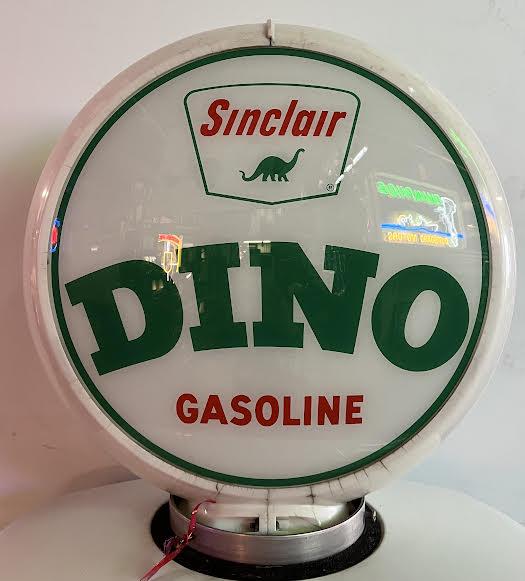 Sinclair
®
DINO
GASOLINE